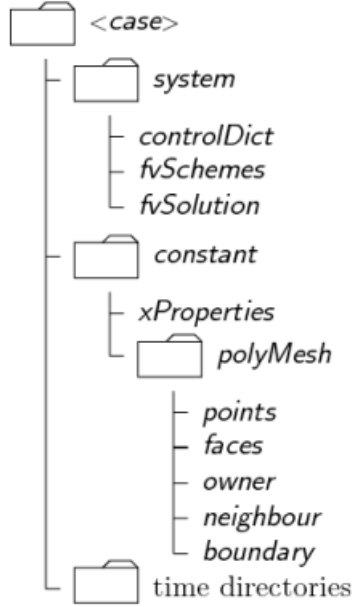 <case>
system
controlDict
fvSchemes
fvSolution
constant
xProperties
polyMesh
points
faces
owner
neighbour
boundary
time directories